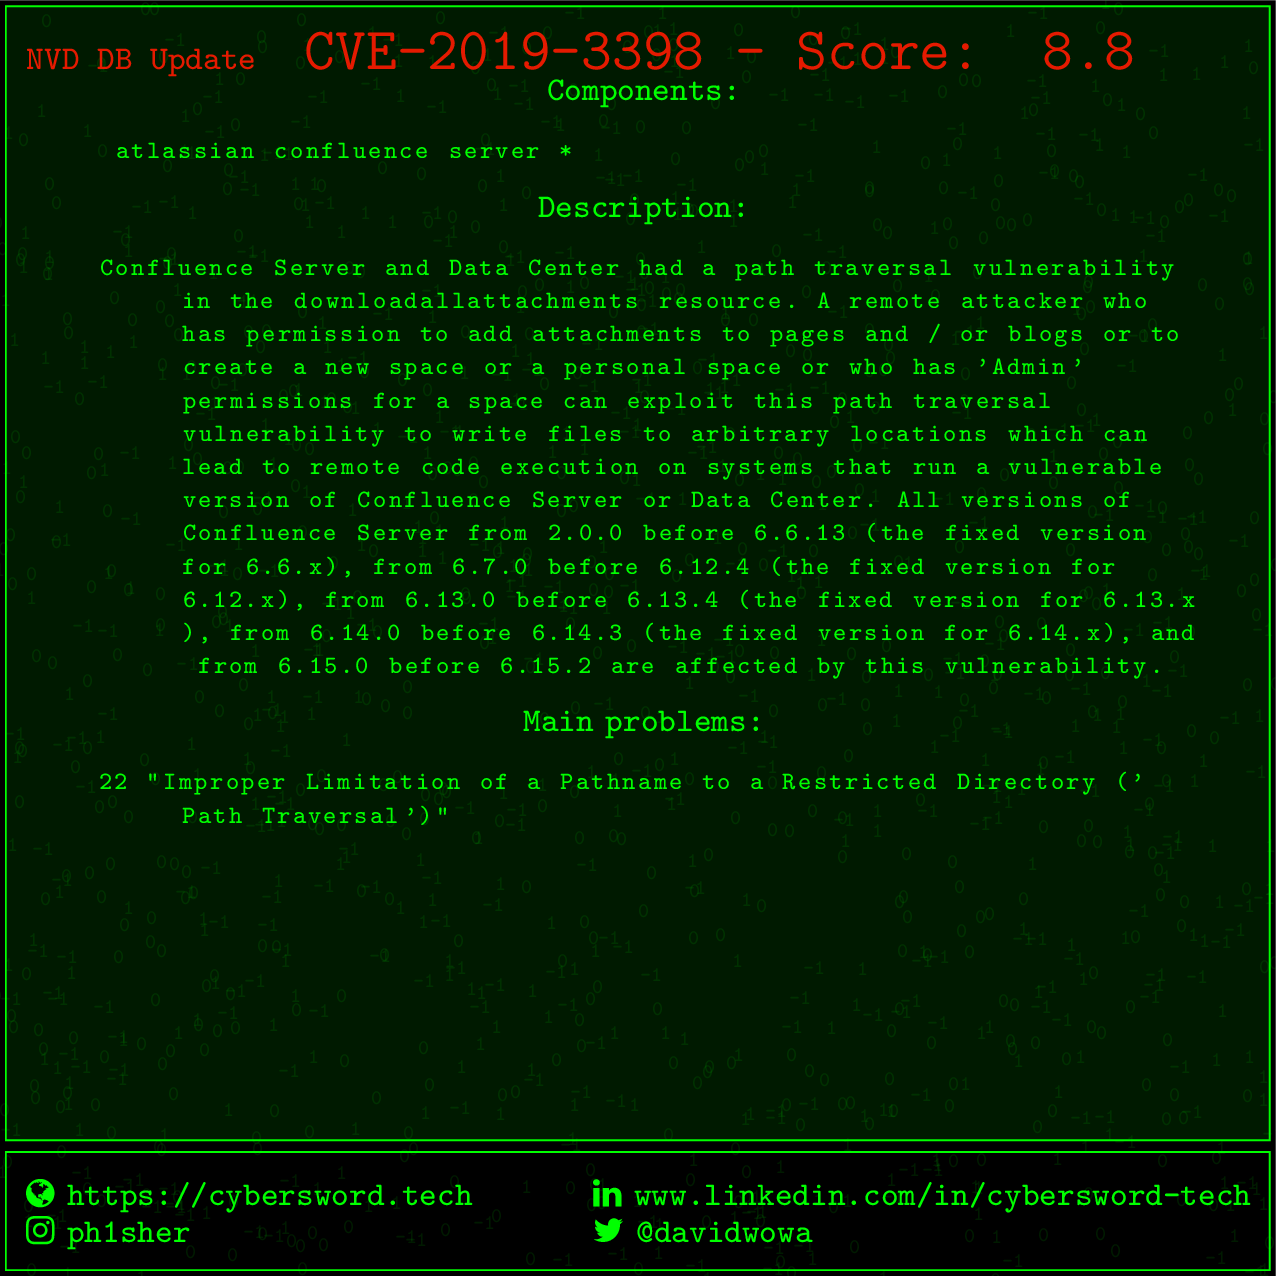 NVD DB Update CVE-2019-3398 - Score: 8.8
Components:
atlassian confluence server *
Description:
Confluence Server and Data Center had a path traversal vulnerability
in the downloadallattachments resource. A remote attacker who
has permission to add attachments to pages and / or blogs or to
create a new space or a personal space or who has 'Admin'
permissions for a space can exploit this path traversal
vulnerability to write files to arbitrary locations which can
lead to remote code execution on systems that run a vulnerable
version of Confluence Server or Data Center. All versions of
Confluence Server from 2.0.0 before 6.6.13 (the fixed version
for 6.6.x), from 6.7.0 before 6.12.4 (the fixed version for
6.12.x), from 6.13.0 before 6.13.4 (the fixed version for 6.13.x
), from 6.14.0 before 6.14.3 (the fixed version for 6.14.x), and
from 6.15.0 before 6.15.2 are affected by this vulnerability.
Main problems:
22 "Improper Limitation of a Pathname to a Restricted Directory ('
Path Traversal')"
https://cybersword.tech www.linkedin.com/in/cybersword-tech
ph1sher @davidwowa